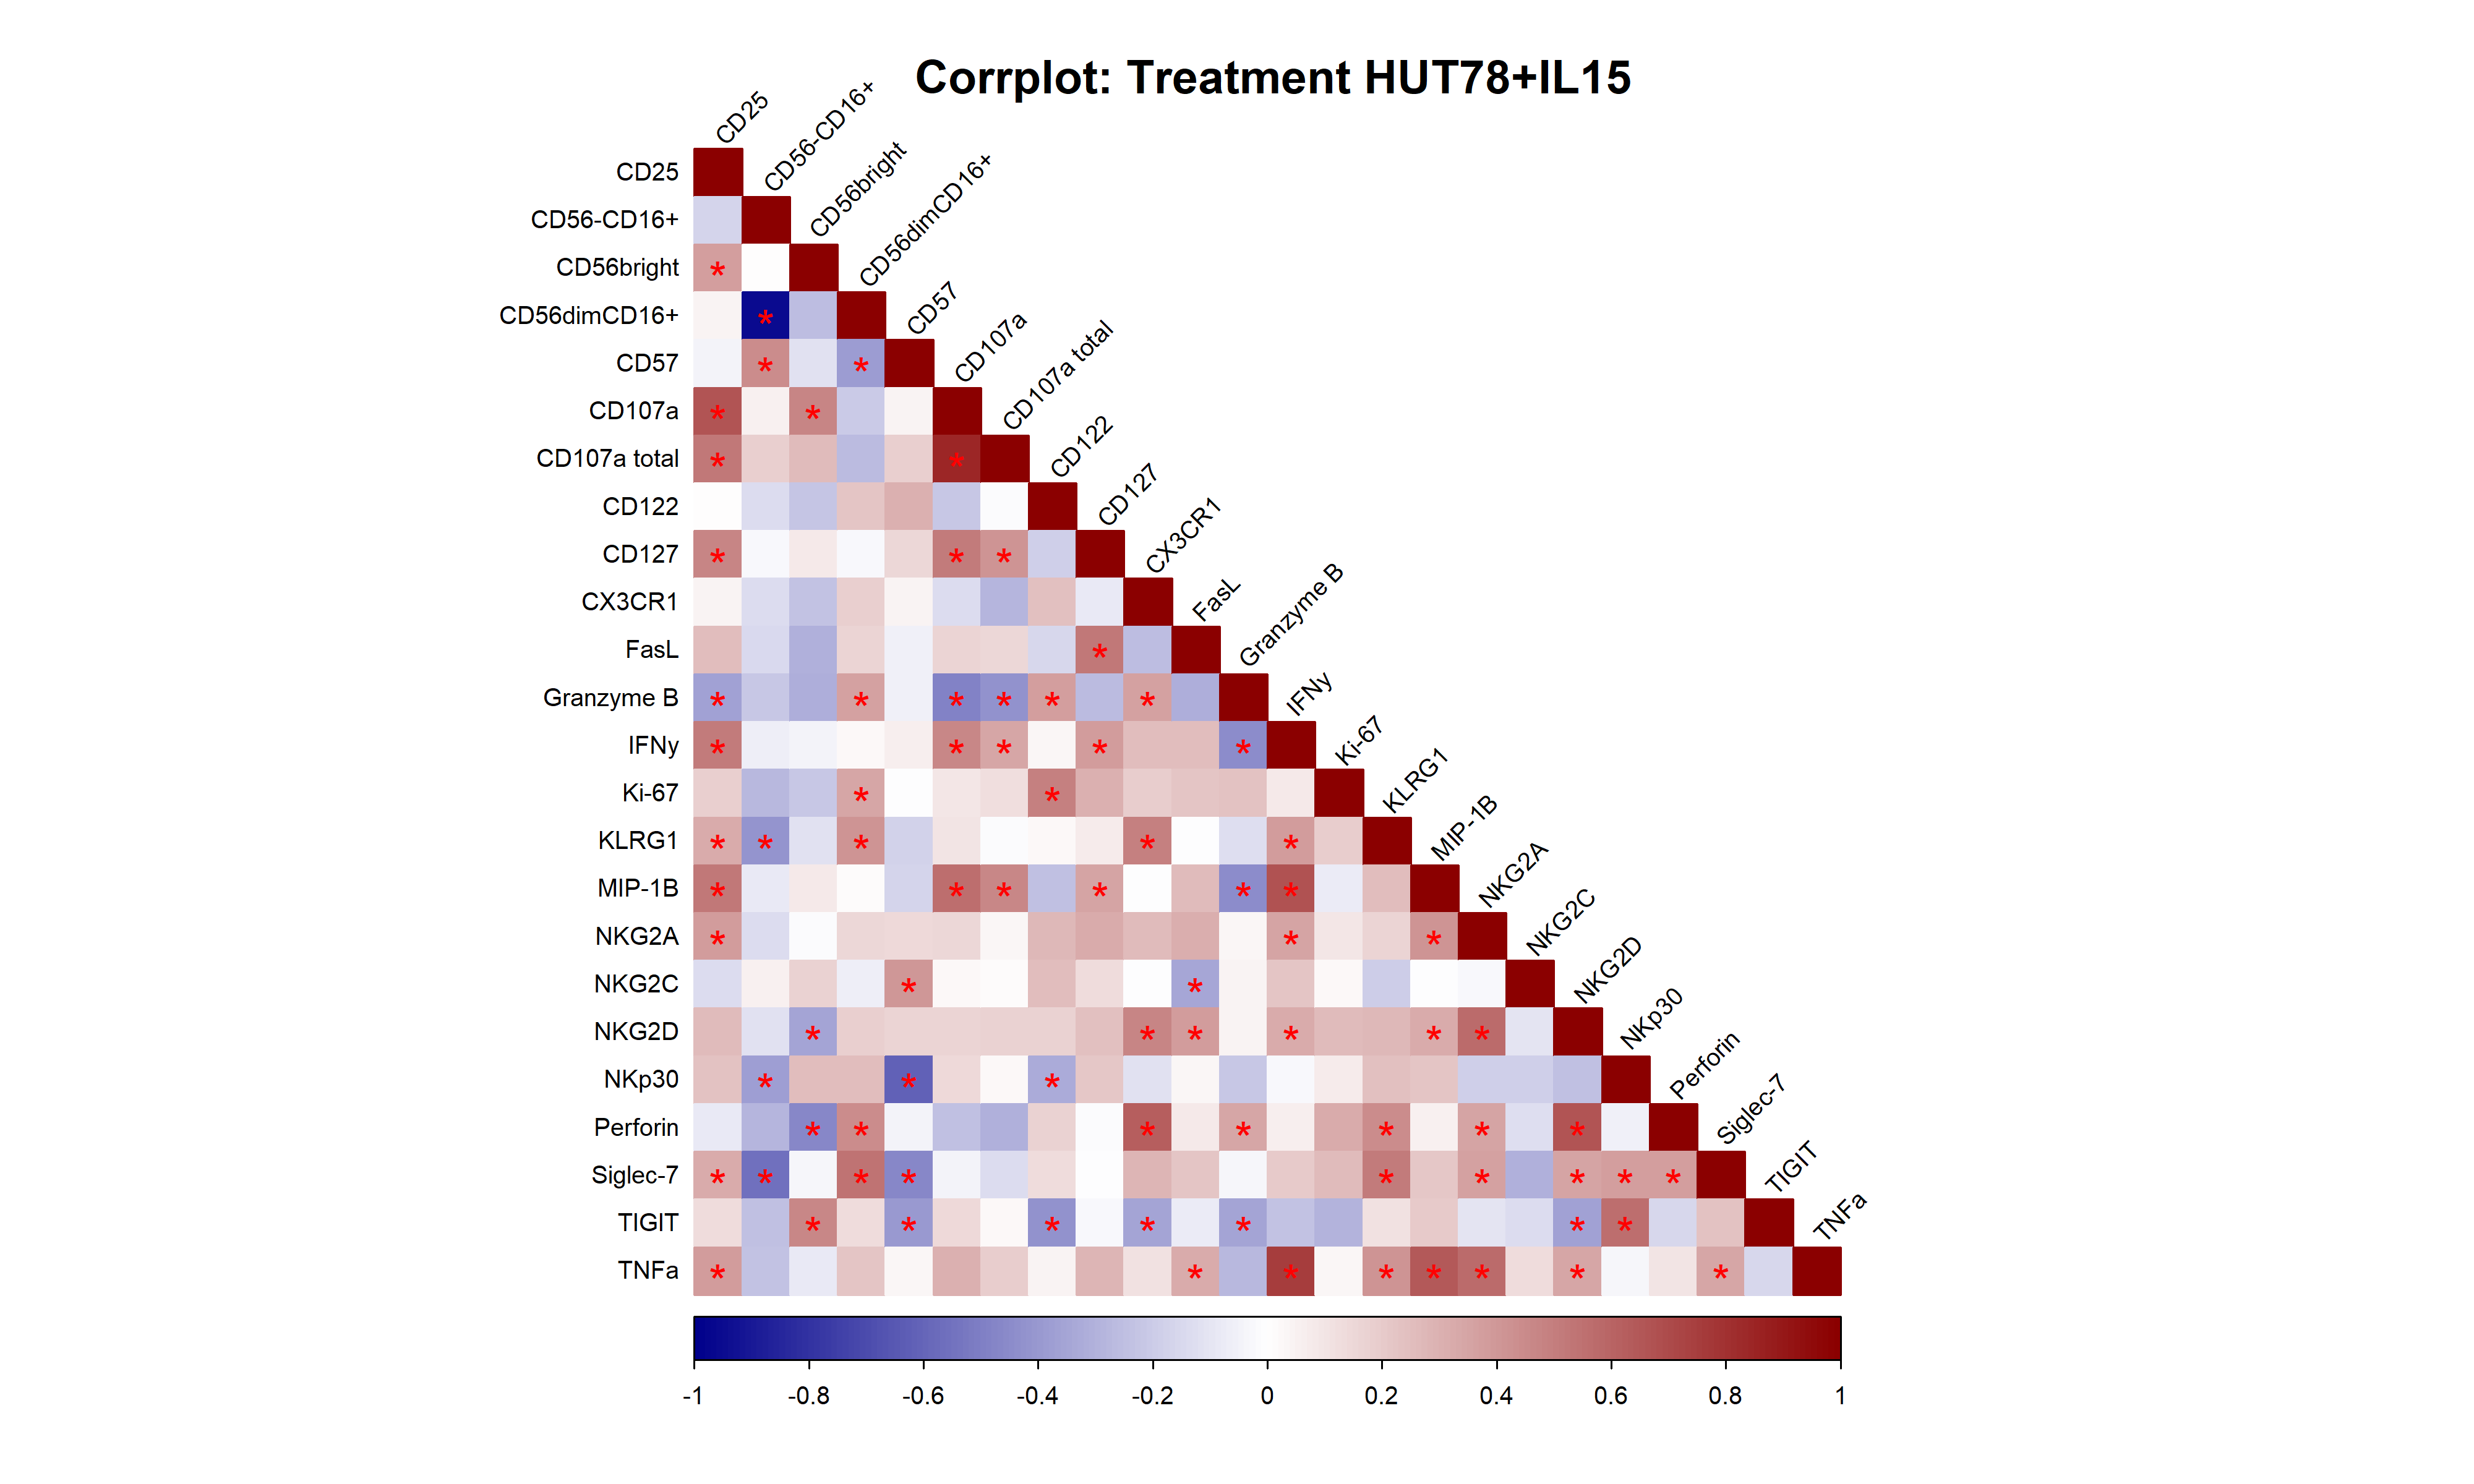 Corrplot: Treatment HUT78+IL15
CD25
CD56-CD16+
CD56bright
CD56dimCD16+
CD57
CD107a
CD107a total
CD122
CD127
CX3CR1
FasL
Granzyme B
IFNy
Ki-67
KLRG1
MIP-1B
NKG2A
NKG2C
NKG2D
NKp30
Perforin
Siglec-7
TIGIT
TNFa
CD25
CD56-CD16+
CD56bright
CD56dimCD16+
CD57
CD107a
CD107a total
CD122
CD127
CX3CR1
FasL
Granzyme B
IFNy
Ki-67
KLRG1
MIP-1B
NKG2A
NKG2C
NKG2D
NKp30
Perforin
Siglec-7
TIGIT
TNFa
-1 -0.8 -0.6 -0.4 -0.2 0 0.2 0.4 0.6 0.8 1